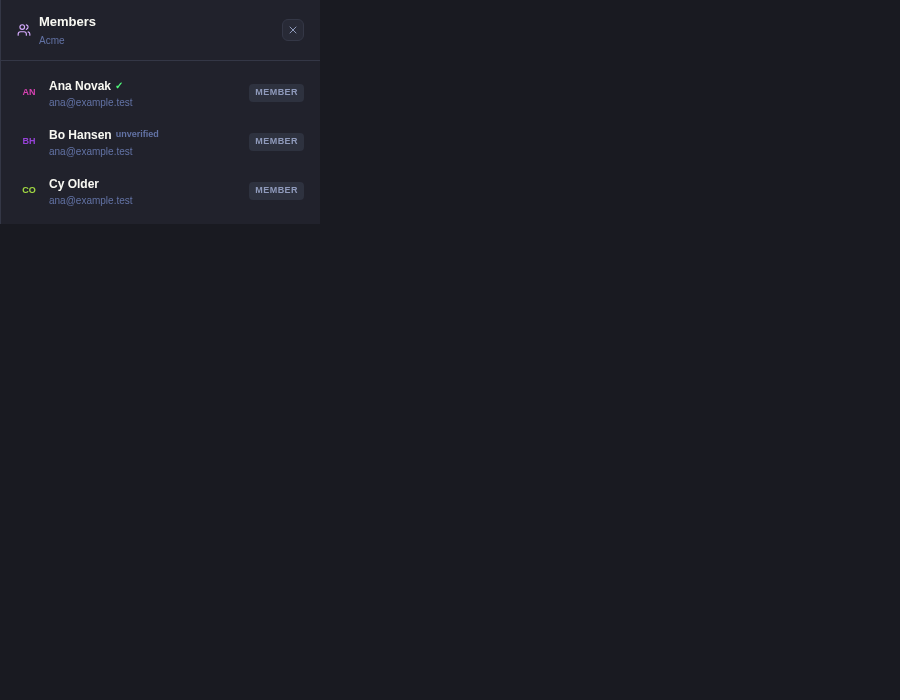 Members
Acme
AN Ana Novak ✓ MEMBER
ana@example.test
BH Bo Hansen unverified MEMBER
ana@example.test
CO Cy Older MEMBER
ana@example.test